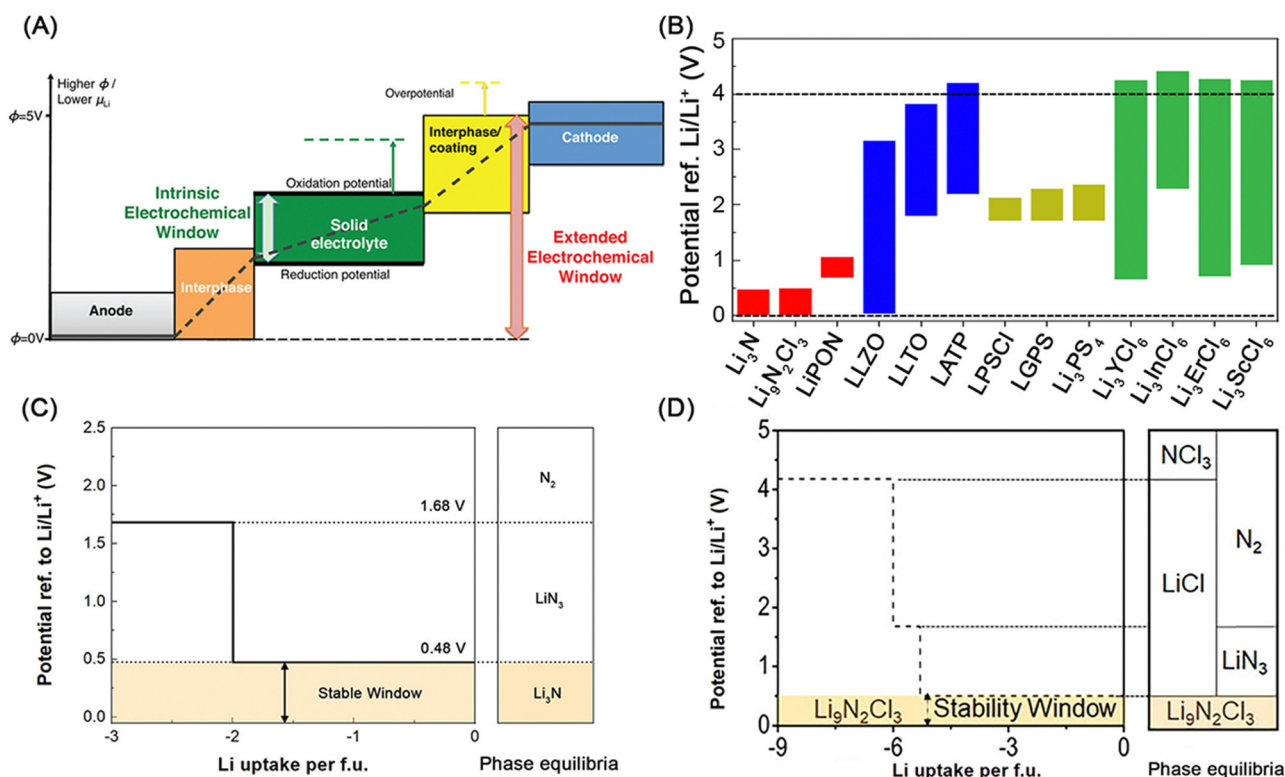 (A)
Higher ϕ /
Lower μLi
ϕ=5V
ϕ=0V
Anode
Interphase
Intrinsic
Electrochemical
Window
Oxidation potential
Solid
electrolyte
Reduction potential
Overpotential
Interphase/
coating
Cathode
Extended
Electrochemical
Window
(B)
Potential ref. Li/Li⁺ (V)
5
4
3
2
1
0
Li₃N
Li₉N₂Cl₃
LiPON
LLZO
LLTO
LATP
LPSCl
LGPS
Li₃PS₄
Li₃YCl₆
Li₃InCl₆
Li₃ErCl₆
Li₃ScCl₆
(C)
Potential ref. to Li/Li⁺ (V)
2.5
2.0
1.5
1.0
0.5
0.0
1.68 V
0.48 V
Stable Window
-3
-2
-1
0
Li uptake per f.u.
N₂
LiN₃
Li₃N
Phase equilibria
(D)
Potential ref. to Li/Li⁺ (V)
5
4
3
2
1
0
Li₉N₂Cl₃
Stability Window
-9
-6
-3
0
Li uptake per f.u.
NCl₃
N₂
LiCl
LiN₃
Li₉N₂Cl₃
Phase equilibria